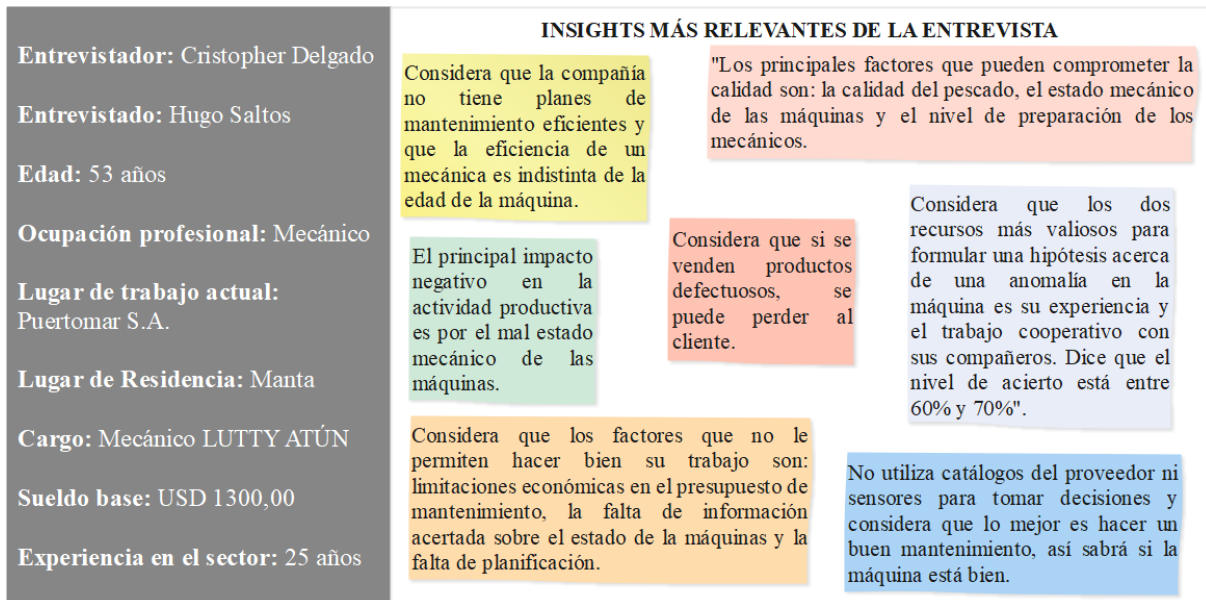 Entrevistador: Cristopher Delgado
Entrevistado: Hugo Saltos
Edad: 53 años
Ocupación profesional: Mecánico
Lugar de trabajo actual:
Puertomar S.A.
Lugar de Residencia: Manta
Cargo: Mecánico LUTTY ATÚN
Sueldo base: USD 1300,00
Experiencia en el sector: 25 años
INSIGHTS MÁS RELEVANTES DE LA ENTREVISTA
Considera que la compañía
no tiene planes de
mantenimiento eficientes y
que la eficiencia de un
mecánica es indistinta de la
edad de la máquina.
"Los principales factores que pueden comprometer la
calidad son: la calidad del pescado, el estado mecánico
de las máquinas y el nivel de preparación de los
mecánicos.
El principal impacto
negativo en la
actividad productiva
es por el mal estado
mecánico de las
máquinas.
Considera que si se
venden productos
defectuosos, se
puede perder al
cliente.
Considera que los dos
recursos más valiosos para
formular una hipótesis acerca
de una anomalía en la
máquina es su experiencia y
el trabajo cooperativo con
sus compañeros. Dice que el
nivel de acierto está entre
60% y 70%".
Considera que los factores que no le
permiten hacer bien su trabajo son:
limitaciones económicas en el presupuesto de
mantenimiento, la falta de información
acertada sobre el estado de la máquinas y la
falta de planificación.
No utiliza catálogos del proveedor ni
sensores para tomar decisiones y
considera que lo mejor es hacer un
buen mantenimiento, así sabrá si la
máquina está bien.